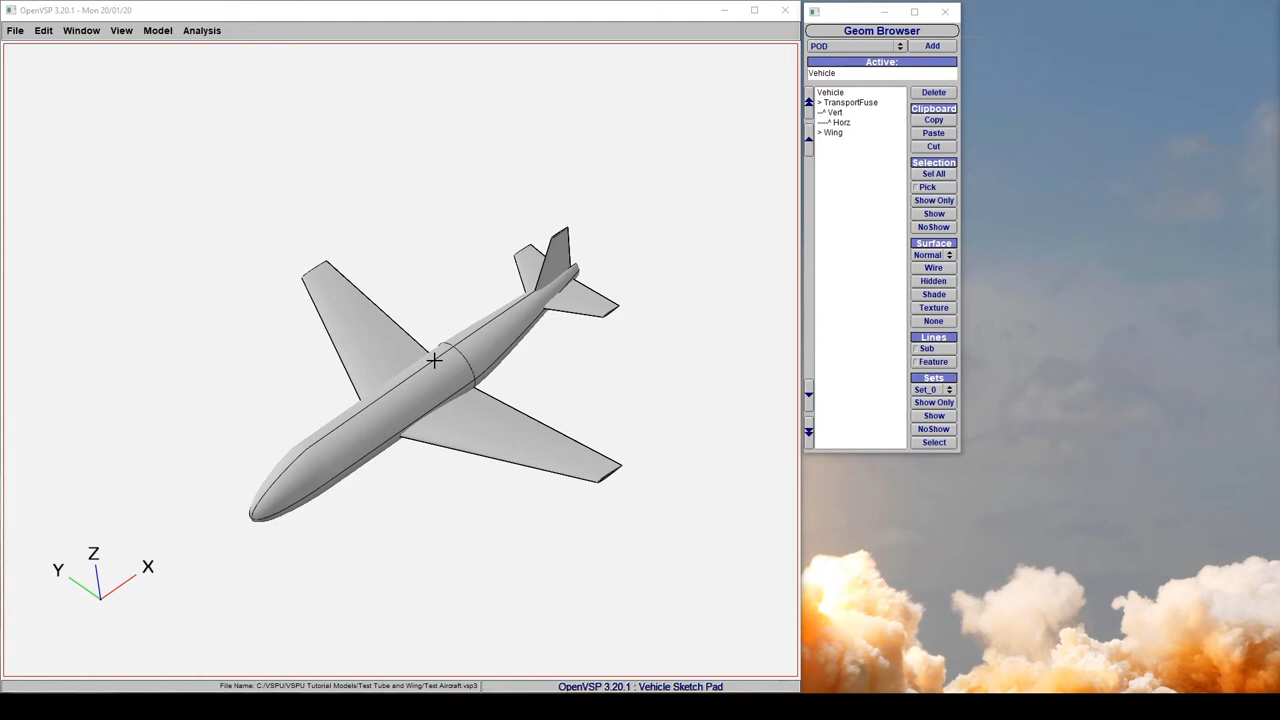 OpenVSP 3.20.1 - Mon 20/01/20
File Edit Window View Model Analysis
Z
Y
X
File Name: C:/VSPU/VSPU Tutorial Models/Test Tube and Wing/Test Aircraft.vsp3
OpenVSP 3.20.1 : Vehicle Sketch Pad
Geom Browser
POD
Add
Active:
Vehicle
Vehicle
> TransportFuse
--^ Vert
----^ Horz
> Wing
Delete
Clipboard
Copy
Paste
Cut
Selection
Sel All
Pick
Show Only
Show
NoShow
Surface
Normal
Wire
Hidden
Shade
Texture
None
Lines
Sub
Feature
Sets
Set_0
Show Only
Show
NoShow
Select